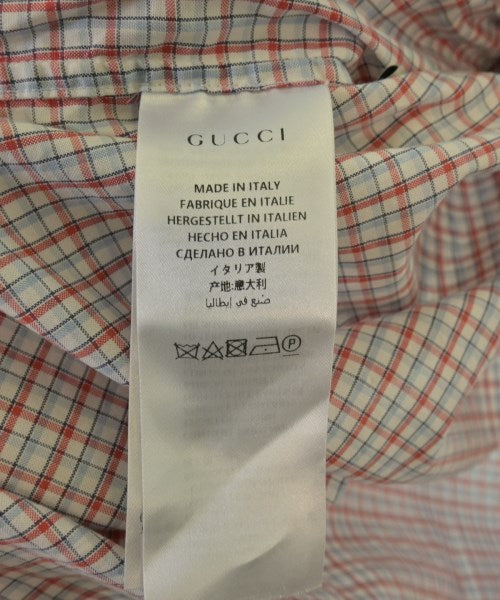 GUCCI
MADE IN ITALY
FABRIQUE EN ITALIE
HERGESTELLT IN ITALIEN
HECHO EN ITALIA
СДЕЛАНО В ИТАЛИИ
イタリア製
产地:意大利
صنع في إيطاليا
P